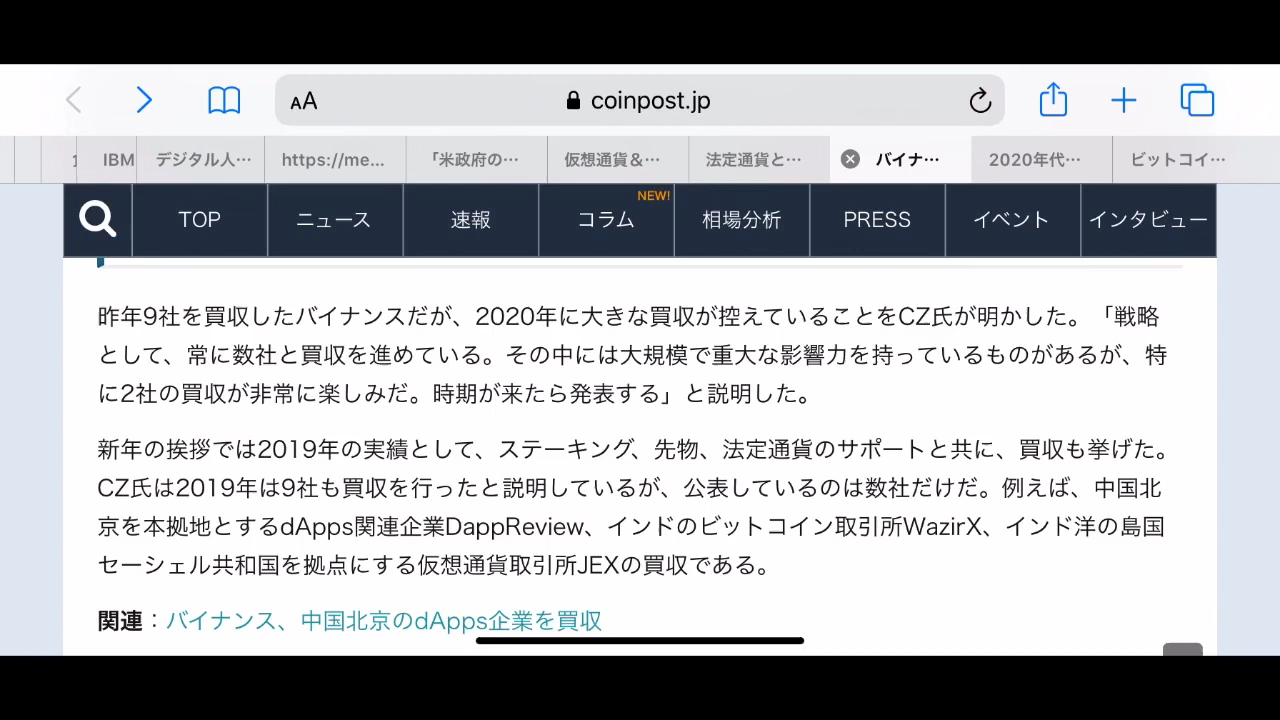 AA
coinpost.jp
IBM
デジタル人…
https://me...
「米政府の…
仮想通貨＆…
法定通貨と…
バイナ…
2020年代…
ビットコイ…
TOP
ニュース
速報
コラム
NEW!
相場分析
PRESS
イベント
インタビュー
昨年9社を買収したバイナンスだが、2020年に大きな買収が控えていることをCZ氏が明かした。「戦略
として、常に数社と買収を進めている。その中には大規模で重大な影響力を持っているものがあるが、特
に2社の買収が非常に楽しみだ。時期が来たら発表する」と説明した。
新年の挨拶では2019年の実績として、ステーキング、先物、法定通貨のサポートと共に、買収も挙げた。
CZ氏は2019年は9社も買収を行ったと説明しているが、公表しているのは数社だけだ。例えば、中国北
京を本拠地とするdApps関連企業DappReview、インドのビットコイン取引所WazirX、インド洋の島国
セーシェル共和国を拠点にする仮想通貨取引所JEXの買収である。
関連：バイナンス、中国北京のdApps企業を買収